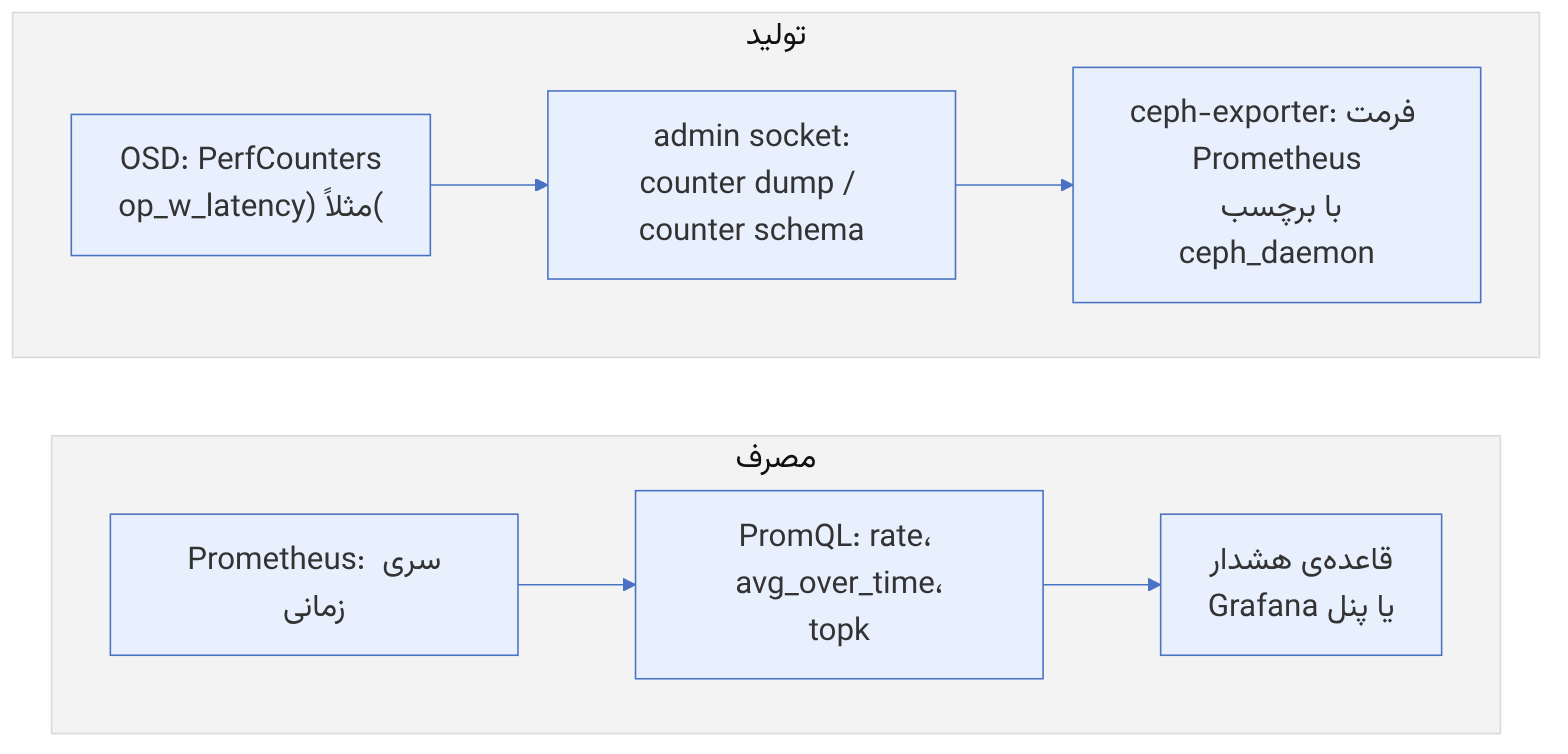 تولید
OSD: PerfCounters
op_w_latency) مثلاً(
admin socket:
counter dump /
counter schema
ceph-exporter: فرمت
Prometheus
با برچسب
ceph_daemon
مصرف
Prometheus: سری
زمانی
PromQL: rate،
avg_over_time،
topk
قاعده‌ی هشدار
یا پنل Grafana